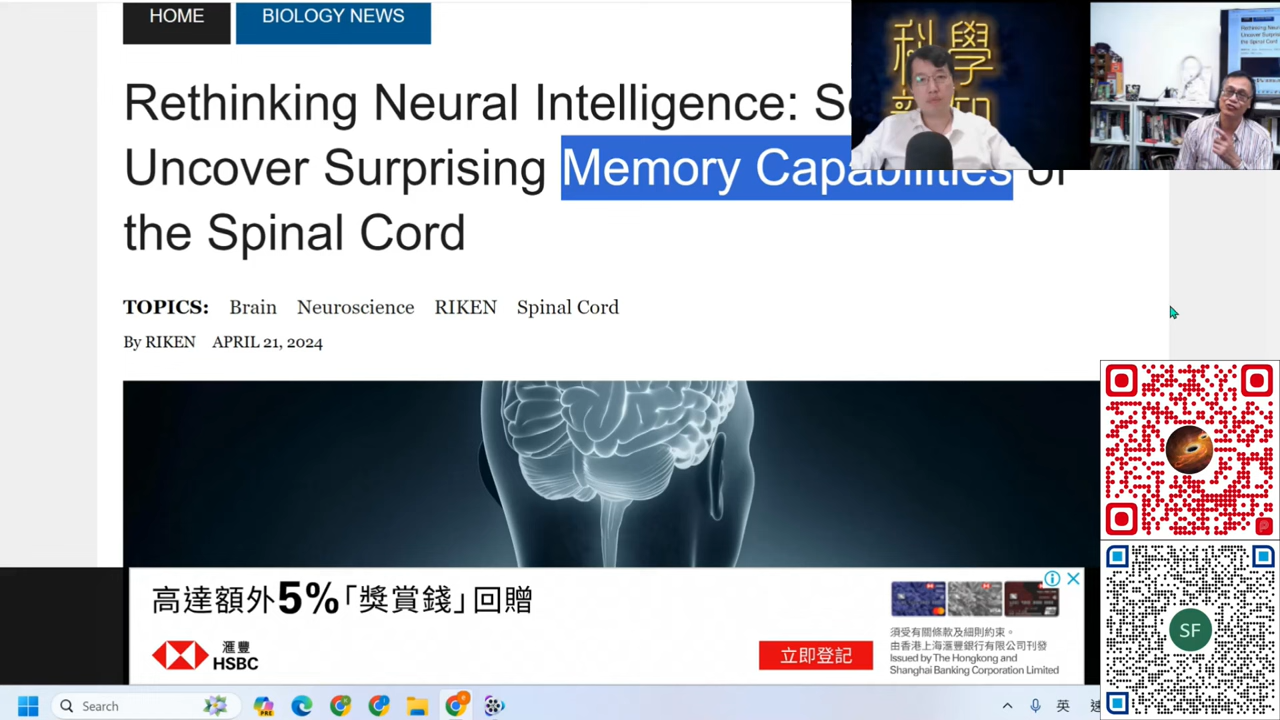 HOME
BIOLOGY NEWS
Rethinking Neural Intelligence:
Uncover Surprising Memory Capabilities of
the Spinal Cord
TOPICS: Brain Neuroscience RIKEN Spinal Cord
By RIKEN APRIL 21, 2024
科學
高達額外5%「獎賞錢」回贈
滙豐
HSBC
立即登記
須受有關條款及細則約束。
由香港上海滙豐銀行有限公司刊發
Issued by The Hongkong and
Shanghai Banking Corporation Limited
SF
Search
PRE
英